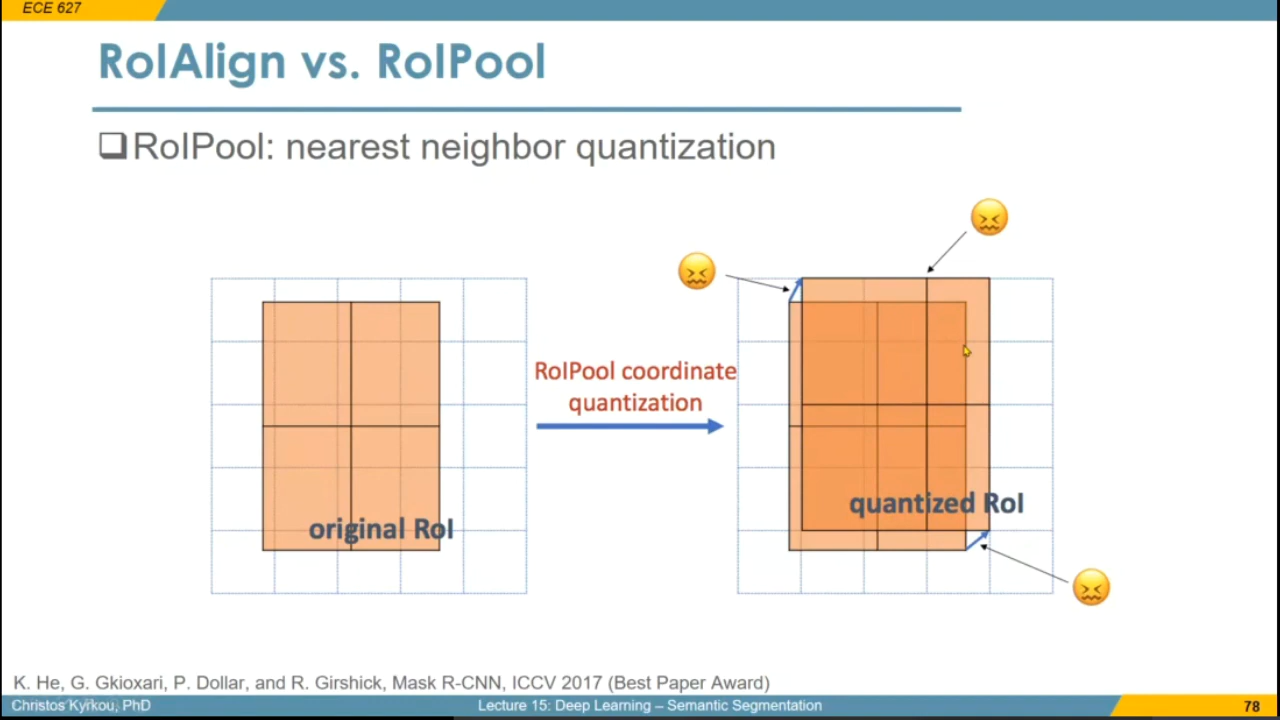 ECE 627
RoIAlign vs. RoIPool
RoIPool: nearest neighbor quantization
RoIPool coordinate
quantization
original RoI
quantized RoI
K. He, G. Gkioxari, P. Dollar, and R. Girshick, Mask R-CNN, ICCV 2017 (Best Paper Award)
Christos Kyrkou, PhD
Lecture 15: Deep Learning – Semantic Segmentation
78